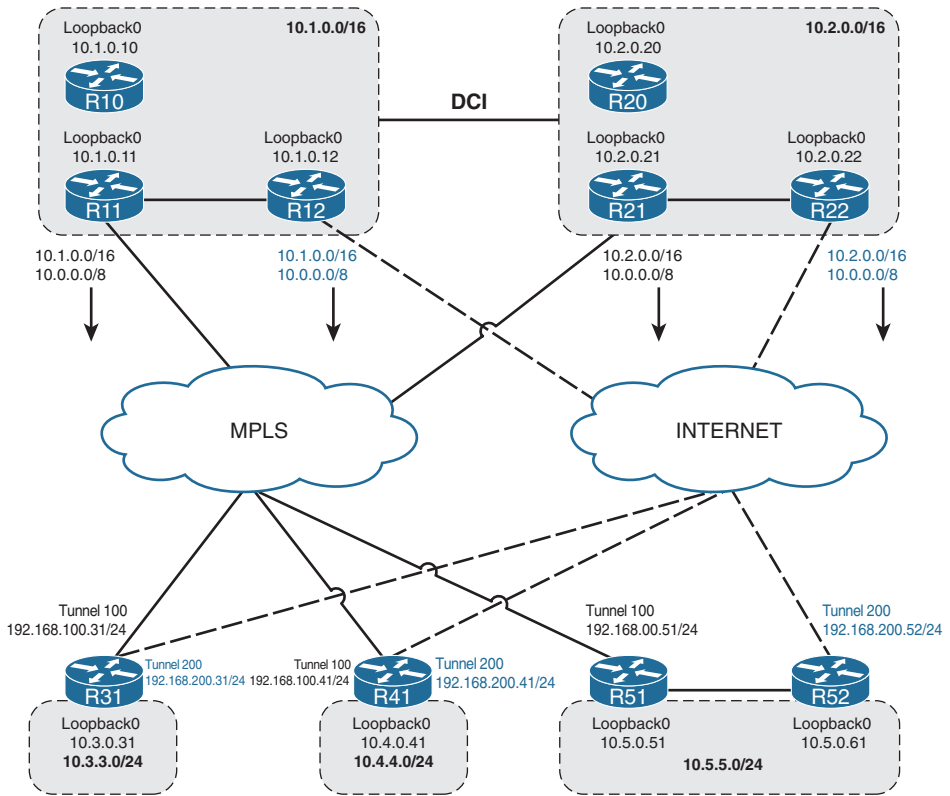 Loopback0
10.1.0.10
10.1.0.0/16
R10
Loopback0
10.1.0.11
R11
Loopback0
10.1.0.12
R12
DCI
Loopback0
10.2.0.20
10.2.0.0/16
R20
Loopback0
10.2.0.21
R21
Loopback0
10.2.0.22
R22
10.1.0.0/16
10.0.0.0/8
10.1.0.0/16
10.0.0.0/8
10.2.0.0/16
10.0.0.0/8
10.2.0.0/16
10.0.0.0/8
MPLS
INTERNET
Tunnel 100
192.168.100.31/24
Tunnel 200
192.168.200.31/24
R31
Tunnel 100
192.168.100.41/24
Tunnel 200
192.168.200.41/24
R41
Tunnel 100
192.168.00.51/24
R51
Tunnel 200
192.168.200.52/24
R52
Loopback0
10.3.0.31
10.3.3.0/24
Loopback0
10.4.0.41
10.4.4.0/24
Loopback0
10.5.0.51
Loopback0
10.5.0.61
10.5.5.0/24